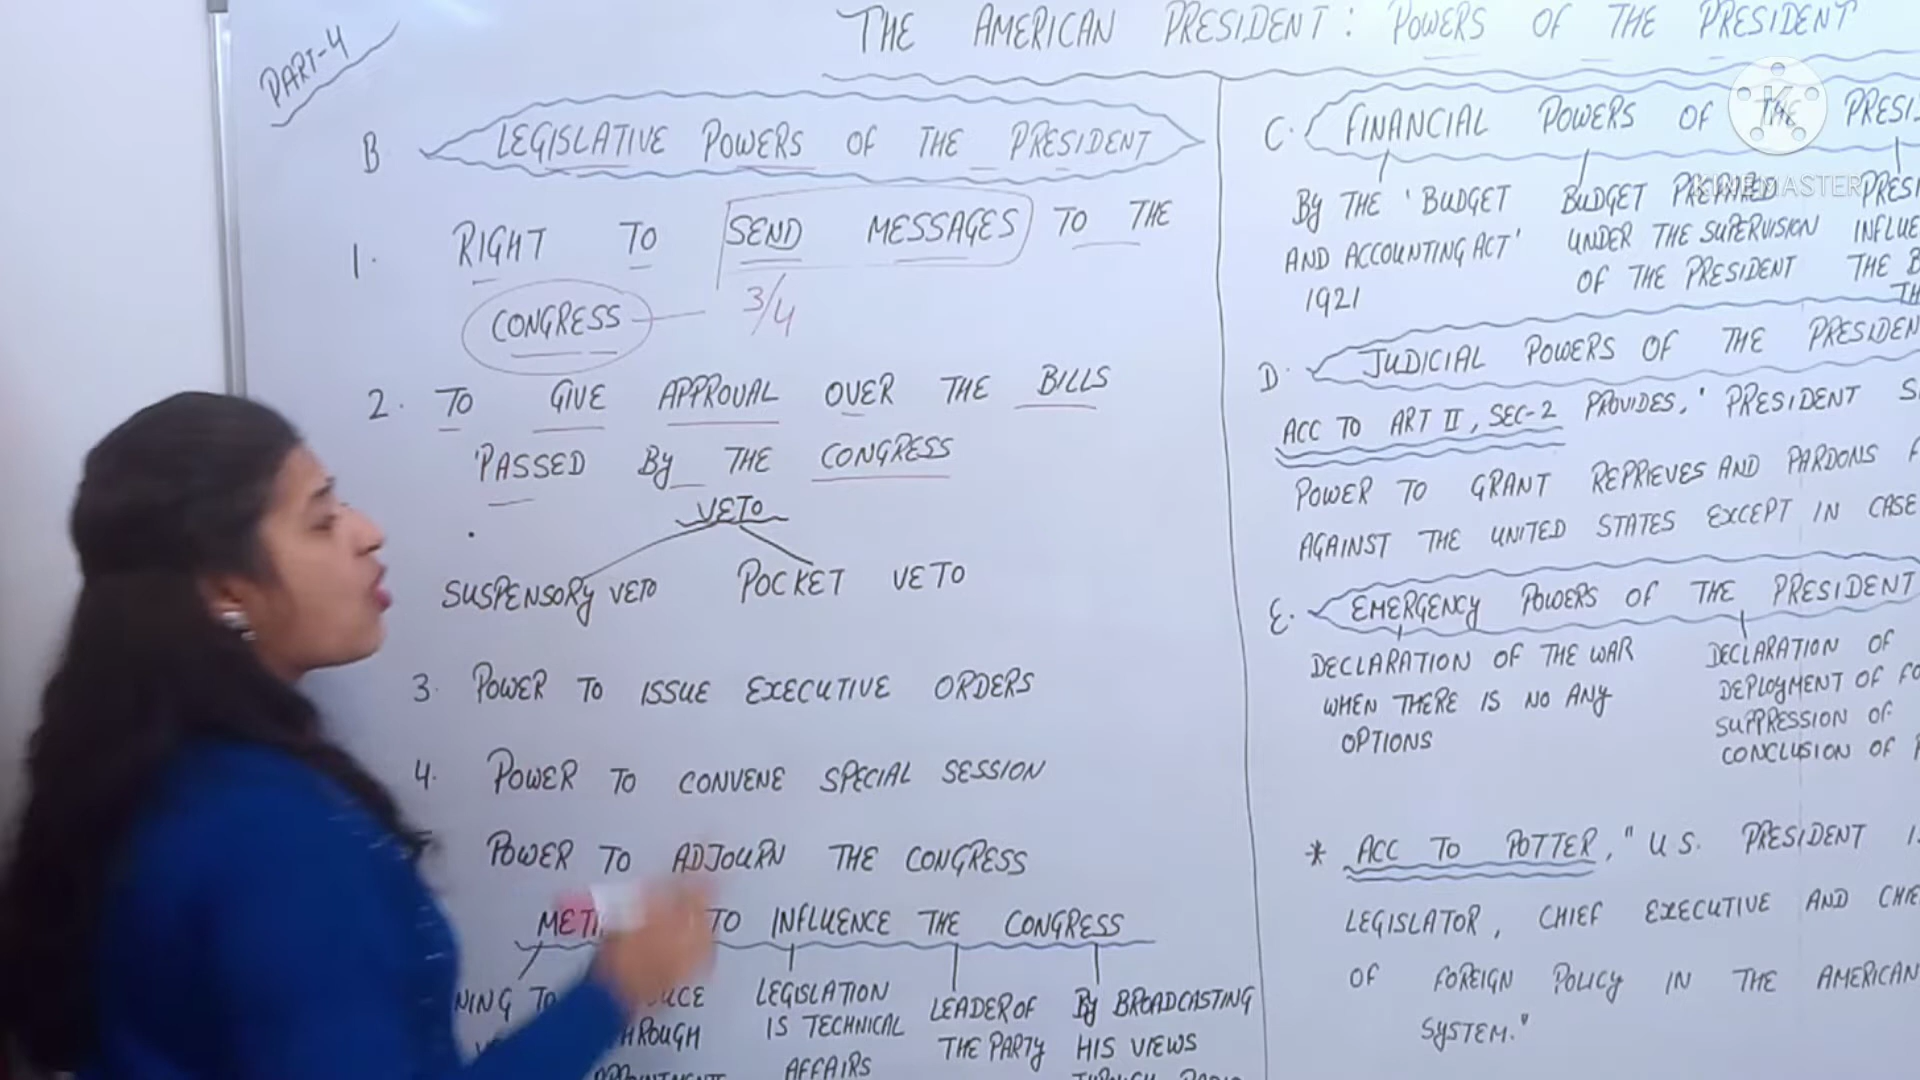 PART-4
THE AMERICAN PRESIDENT: POWERS OF THE PRESIDENT
B LEGISLATIVE POWERS OF THE PRESIDENT
1. RIGHT TO SEND MESSAGES TO THE
CONGRESS 3/4
2. TO GIVE APPROVAL OVER THE BILLS
PASSED BY THE CONGRESS
VETO
SUSPENSORY VETO POCKET VETO
3. POWER TO ISSUE EXECUTIVE ORDERS
4. POWER TO CONVENE SPECIAL SESSION
POWER TO ADJOURN THE CONGRESS
TO INFLUENCE THE CONGRESS
LEGISLATION
IS TECHNICAL
AFFAIRS
LEADER OF
THE PARTY
BY BROADCASTING
HIS VIEWS
C. FINANCIAL POWERS OF THE
BY THE 'BUDGET
AND ACCOUNTING ACT'
1921
BUDGET PREPARED
UNDER THE SUPERVISION
OF THE PRESIDENT
THE
D. JUDICIAL POWERS OF THE
ACC TO ART II, SEC-2 PROVIDES, 'PRESIDENT
POWER TO GRANT REPRIEVES AND PARDONS
AGAINST THE UNITED STATES EXCEPT IN CASE
E. EMERGENCY POWERS OF THE PRESIDENT
DECLARATION OF THE WAR
WHEN THERE IS NO ANY
OPTIONS
DECLARATION OF
DEPLOYMENT OF
SUPPRESSION OF
CONCLUSION OF
* ACC TO POTTER, "U.S. PRESIDENT
LEGISLATOR, CHIEF EXECUTIVE AND
OF FOREIGN POLICY IN THE AMERICAN
SYSTEM."
KINEMASTER